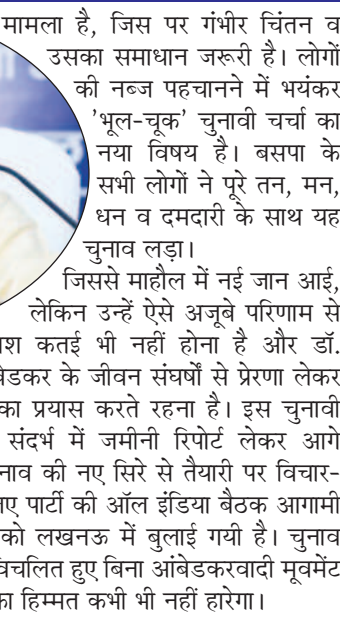 मामला है, जिस पर गंभीर चिंतन व
उसका समाधान जरूरी है। लोगों
की नब्ज पहचानने में भयंकर
'भूल-चूक' चुनावी चर्चा का
नया विषय है। बसपा के
सभी लोगों ने पूरे तन, मन,
धन व दमदारी के साथ यह
चुनाव लड़ा।
जिससे माहौल में नई जान आई,
लेकिन उन्हें ऐसे अजूबे परिणाम से
कतई भी नहीं होना है और डॉ.
के जीवन संघर्षों से प्रेरणा लेकर
का प्रयास करते रहना है। इस चुनावी
संदर्भ में जमीनी रिपोर्ट लेकर आगे
की नए सिरे से तैयारी पर विचार-
पार्टी की ऑल इंडिया बैठक आगामी
को लखनऊ में बुलाई गयी है। चुनाव
हुए बिना आंबेडकरवादी मूवमेंट
हिम्मत कभी भी नहीं हारेगा।